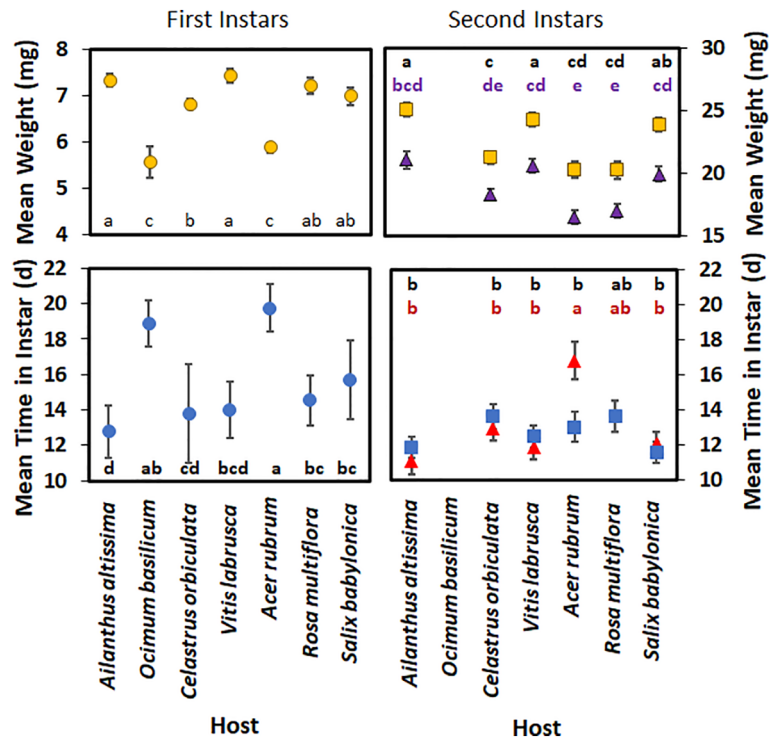 First Instars
Second Instars
Mean Weight (mg)
8
7
6
5
4
a c b a c ab ab
a c a cd cd ab
bcd de cd e e cd
30
25
20
15
Mean Weight (mg)
Mean Time in Instar (d)
22
20
18
16
14
12
10
d ab cd bcd a bc bc
b b b b ab b
b b b a ab b
22
20
18
16
14
12
10
Mean Time in Instar (d)
Ailanthus altissima
Ocimum basilicum
Celastrus orbiculata
Vitis labrusca
Acer rubrum
Rosa multiflora
Salix babylonica
Host
Ailanthus altissima
Ocimum basilicum
Celastrus orbiculata
Vitis labrusca
Acer rubrum
Rosa multiflora
Salix babylonica
Host